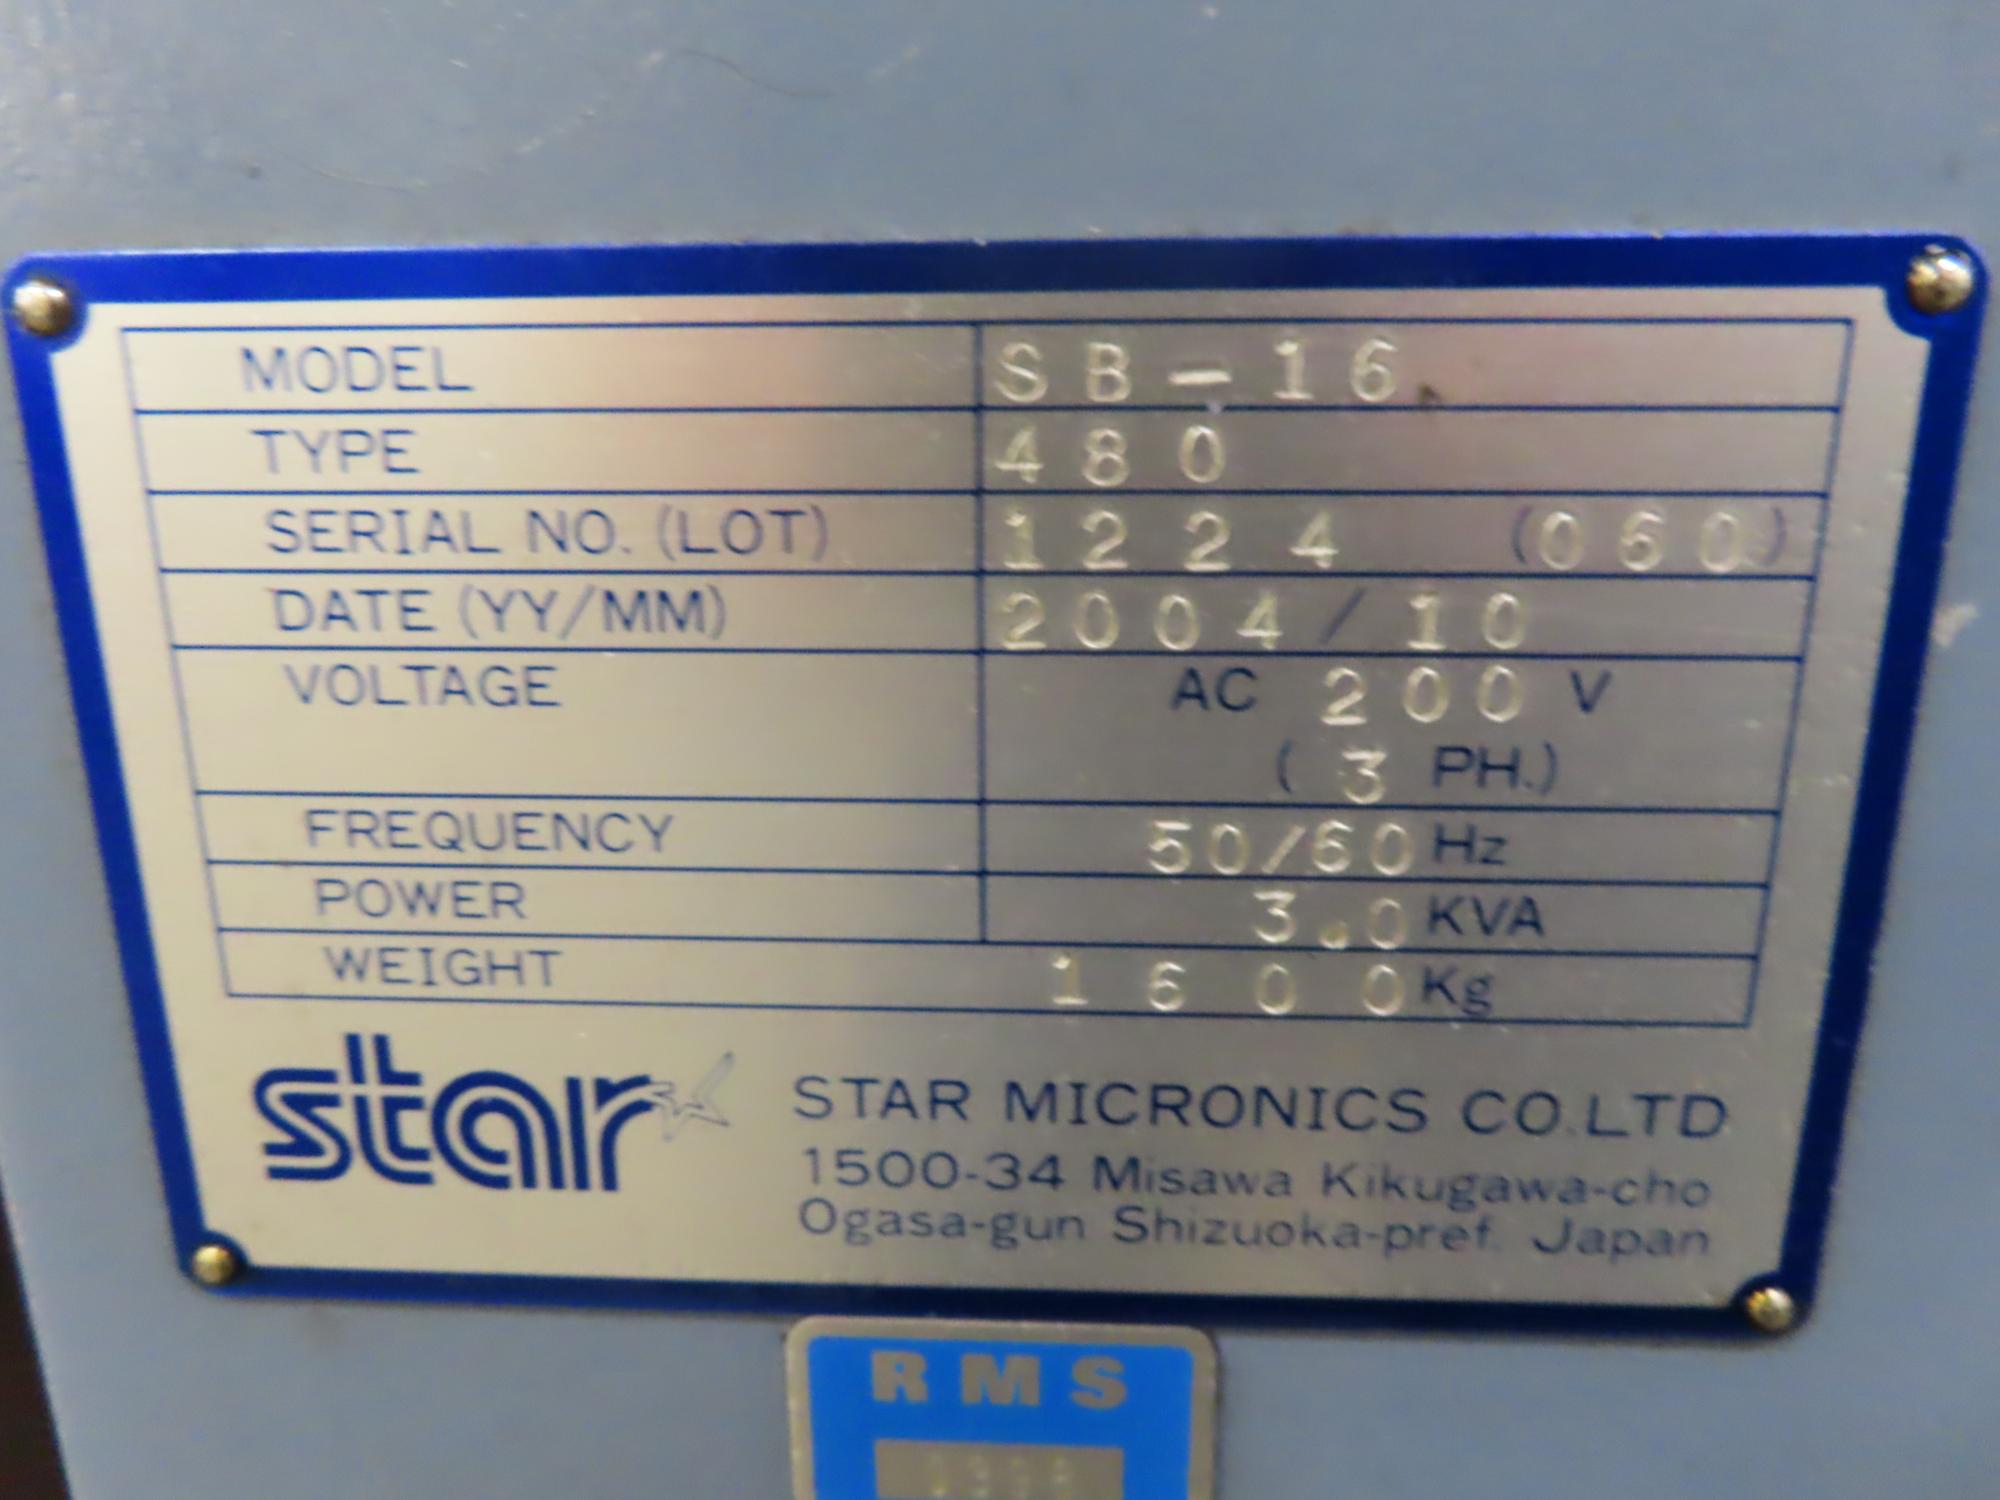 MODEL SB-16
TYPE 480
SERIAL NO. (LOT) 1224 (060)
DATE (YY/MM) 2004/10
VOLTAGE AC 200 V
(3 PH.)
FREQUENCY 50/60 Hz
POWER 3.0 KVA
WEIGHT 1600 Kg
star
STAR MICRONICS CO.LTD
1500-34 Misawa Kikugawa-cho
Ogasa-gun Shizuoka-pref. Japan
RMS